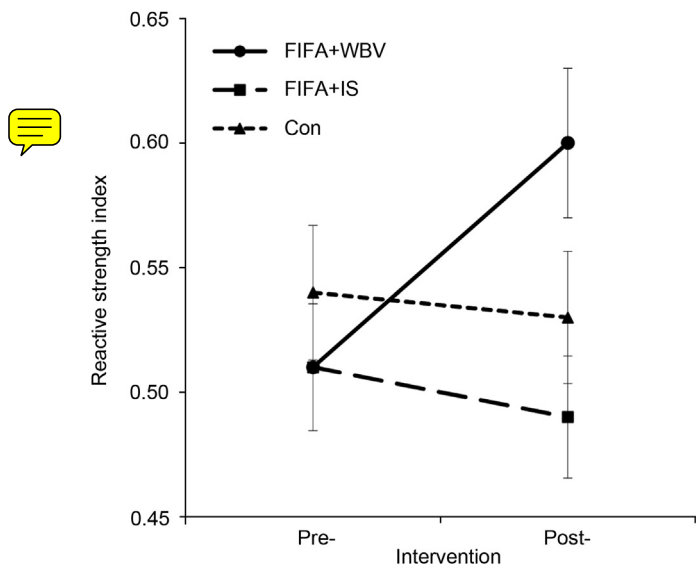 0.65
FIFA+WBV
FIFA+IS
Con
0.60
0.55
0.50
0.45
Reactive strength index
Pre-
Post-
Intervention